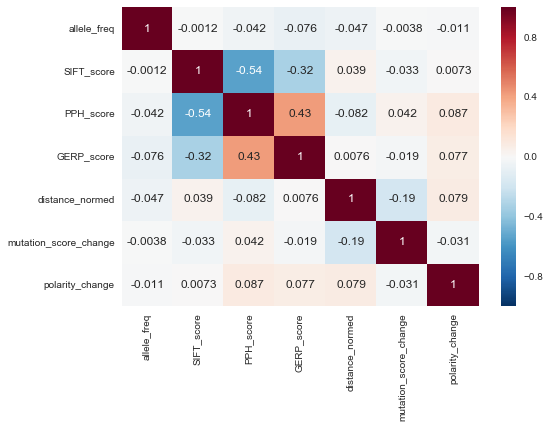 allele_freq 1 -0.0012 -0.042 -0.076 -0.047 -0.0038 -0.011
SIFT_score -0.0012 1 -0.54 -0.32 0.039 -0.033 0.0073
PPH_score -0.042 -0.54 1 0.43 -0.082 0.042 0.087
GERP_score -0.076 -0.32 0.43 1 0.0076 -0.019 0.077
distance_normed -0.047 0.039 -0.082 0.0076 1 -0.19 0.079
mutation_score_change -0.0038 -0.033 0.042 -0.019 -0.19 1 -0.031
polarity_change -0.011 0.0073 0.087 0.077 0.079 -0.031 1
allele_freq
SIFT_score
PPH_score
GERP_score
distance_normed
mutation_score_change
polarity_change
0.8
0.4
0.0
-0.4
-0.8